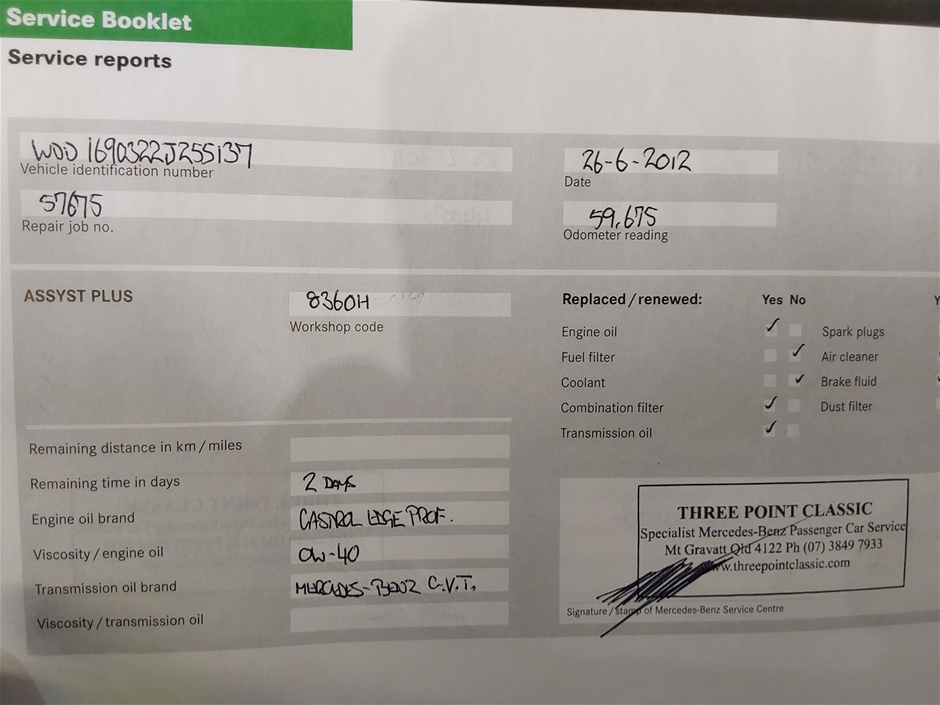 Service Booklet
Service reports
WDD 1690322J255137
Vehicle identification number
26-6-2012
Date
57675
Repair job no.
59,675
Odometer reading
ASSYST PLUS
8360H
Workshop code
Replaced / renewed: Yes No Y
Engine oil ✓ Spark plugs
Fuel filter ✓ Air cleaner
Coolant ✓ Brake fluid
Combination filter ✓ Dust filter
Transmission oil ✓
Remaining distance in km / miles
Remaining time in days 2 DAYS
Engine oil brand CASTROL EDGE PROF.
Viscosity / engine oil 0W-40
Transmission oil brand MERCEDES-BENZ C.V.T.
Viscosity / transmission oil
THREE POINT CLASSIC
Specialist Mercedes-Benz Passenger Car Service
Mt Gravatt Qld 4122 Ph (07) 3849 7933
www.threepointclassic.com
Signature / stamp of Mercedes-Benz Service Centre